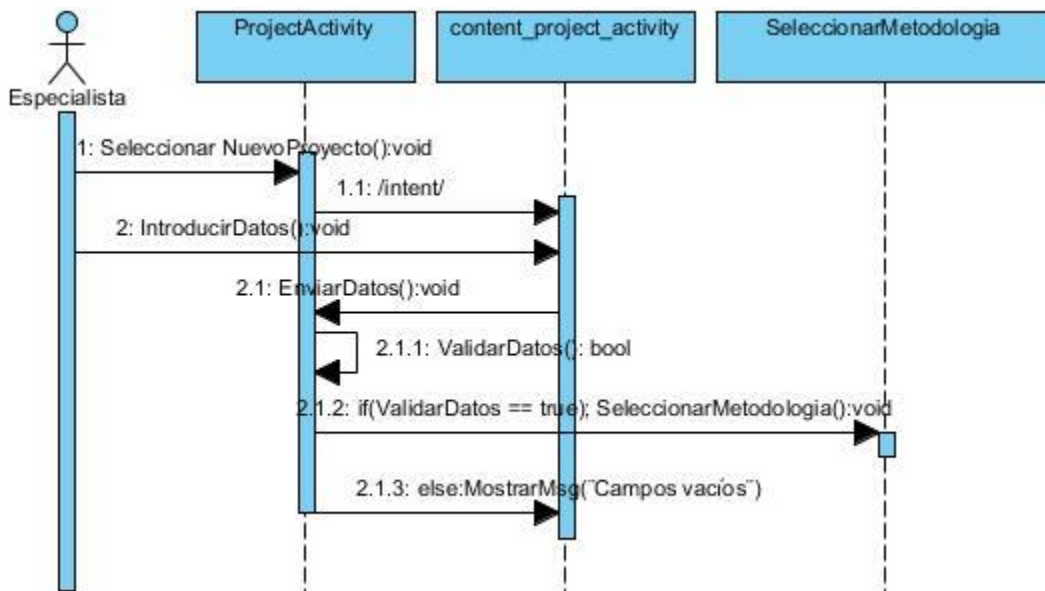 ProjectActivity
content_project_activity
SeleccionarMetodologia
Especialista
1: Seleccionar NuevoProyecto():void
1.1: /intent/
2: IntroducirDatos():void
2.1: EnviarDatos():void
2.1.1: ValidarDatos(): bool
2.1.2: if(ValidarDatos == true); SeleccionarMetodologia():void
2.1.3: else:MostrarMsg(¨Campos vacíos¨)